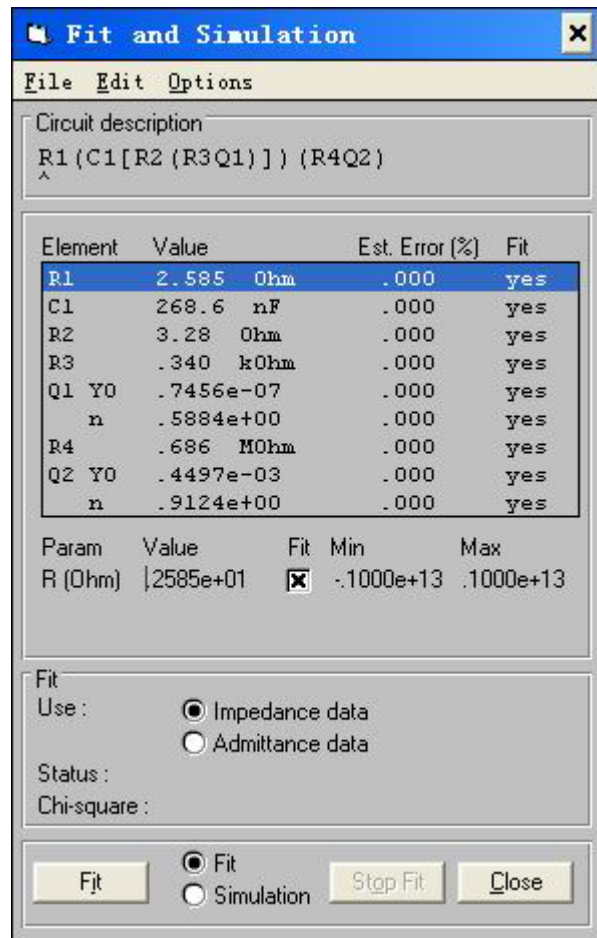 Fit and Simulation
File Edit Options
Circuit description
R1(C1[R2(R3Q1)])(R4Q2)
^
Element Value Est. Error (%) Fit
R1 2.585 Ohm .000 yes
C1 268.6 nF .000 yes
R2 3.28 Ohm .000 yes
R3 .340 kOhm .000 yes
Q1 Y0 .7456e-07 .000 yes
n .5884e+00 .000 yes
R4 .686 MOhm .000 yes
Q2 Y0 .4497e-03 .000 yes
n .9124e+00 .000 yes
Param Value Fit Min Max
R (Ohm) .2585e+01 -.1000e+13 .1000e+13
Fit
Use : Impedance data
Admittance data
Status :
Chi-square :
Fit Fit Stop Fit Close
Simulation